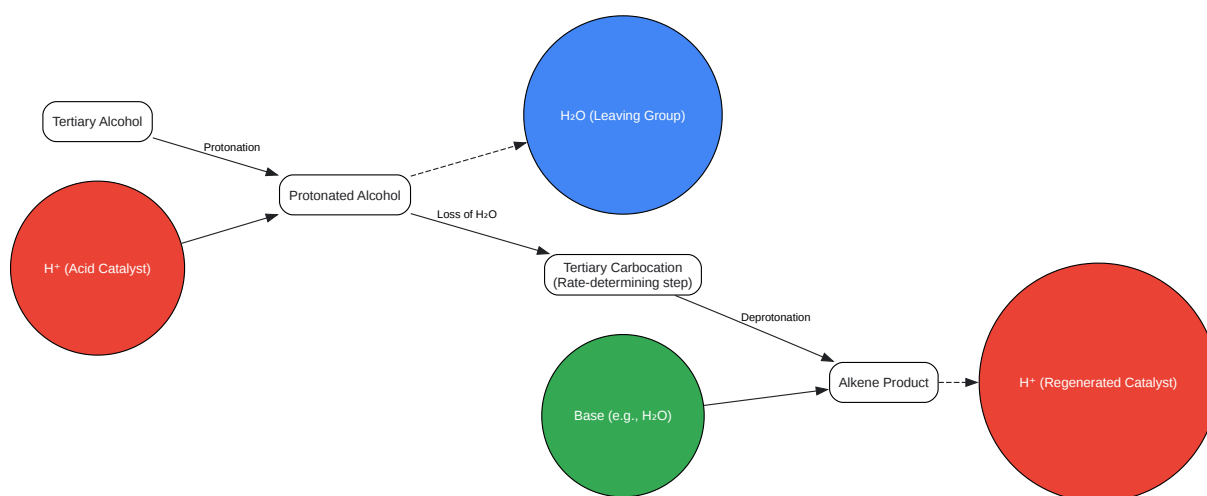 Tertiary Alcohol
Protonation
H⁺ (Acid Catalyst)
Protonated Alcohol
H₂O (Leaving Group)
Loss of H₂O
Tertiary Carbocation
(Rate-determining step)
Deprotonation
Base (e.g., H₂O)
Alkene Product
H⁺ (Regenerated Catalyst)